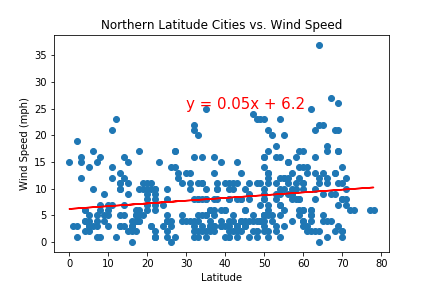 Northern Latitude Cities vs. Wind Speed
35
30
25
20
15
10
5
0
Wind Speed (mph)
y = 0.05x + 6.2
0 10 20 30 40 50 60 70 80
Latitude